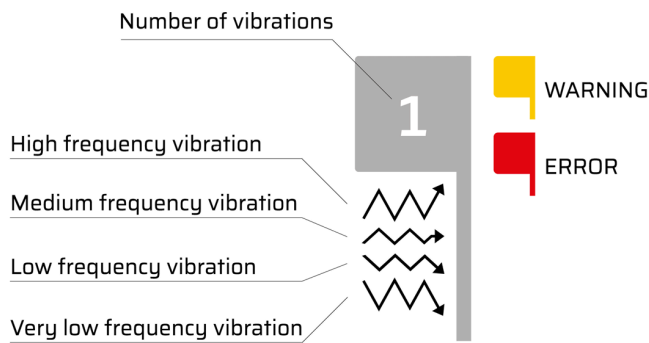 Number of vibrations
1
WARNING
High frequency vibration
ERROR
Medium frequency vibration
Low frequency vibration
Very low frequency vibration